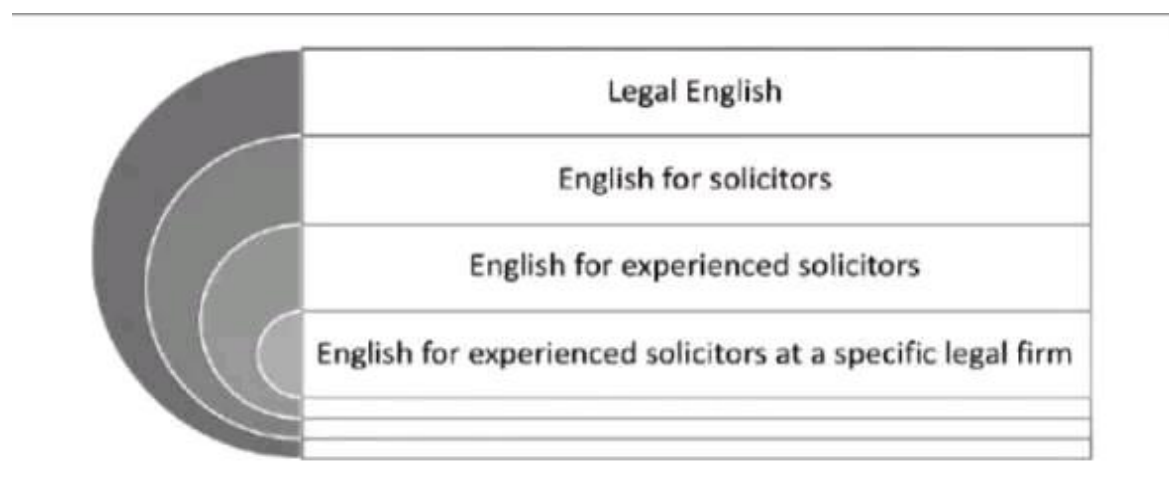 Legal English
English for solicitors
English for experienced solicitors
English for experienced solicitors at a specific legal firm